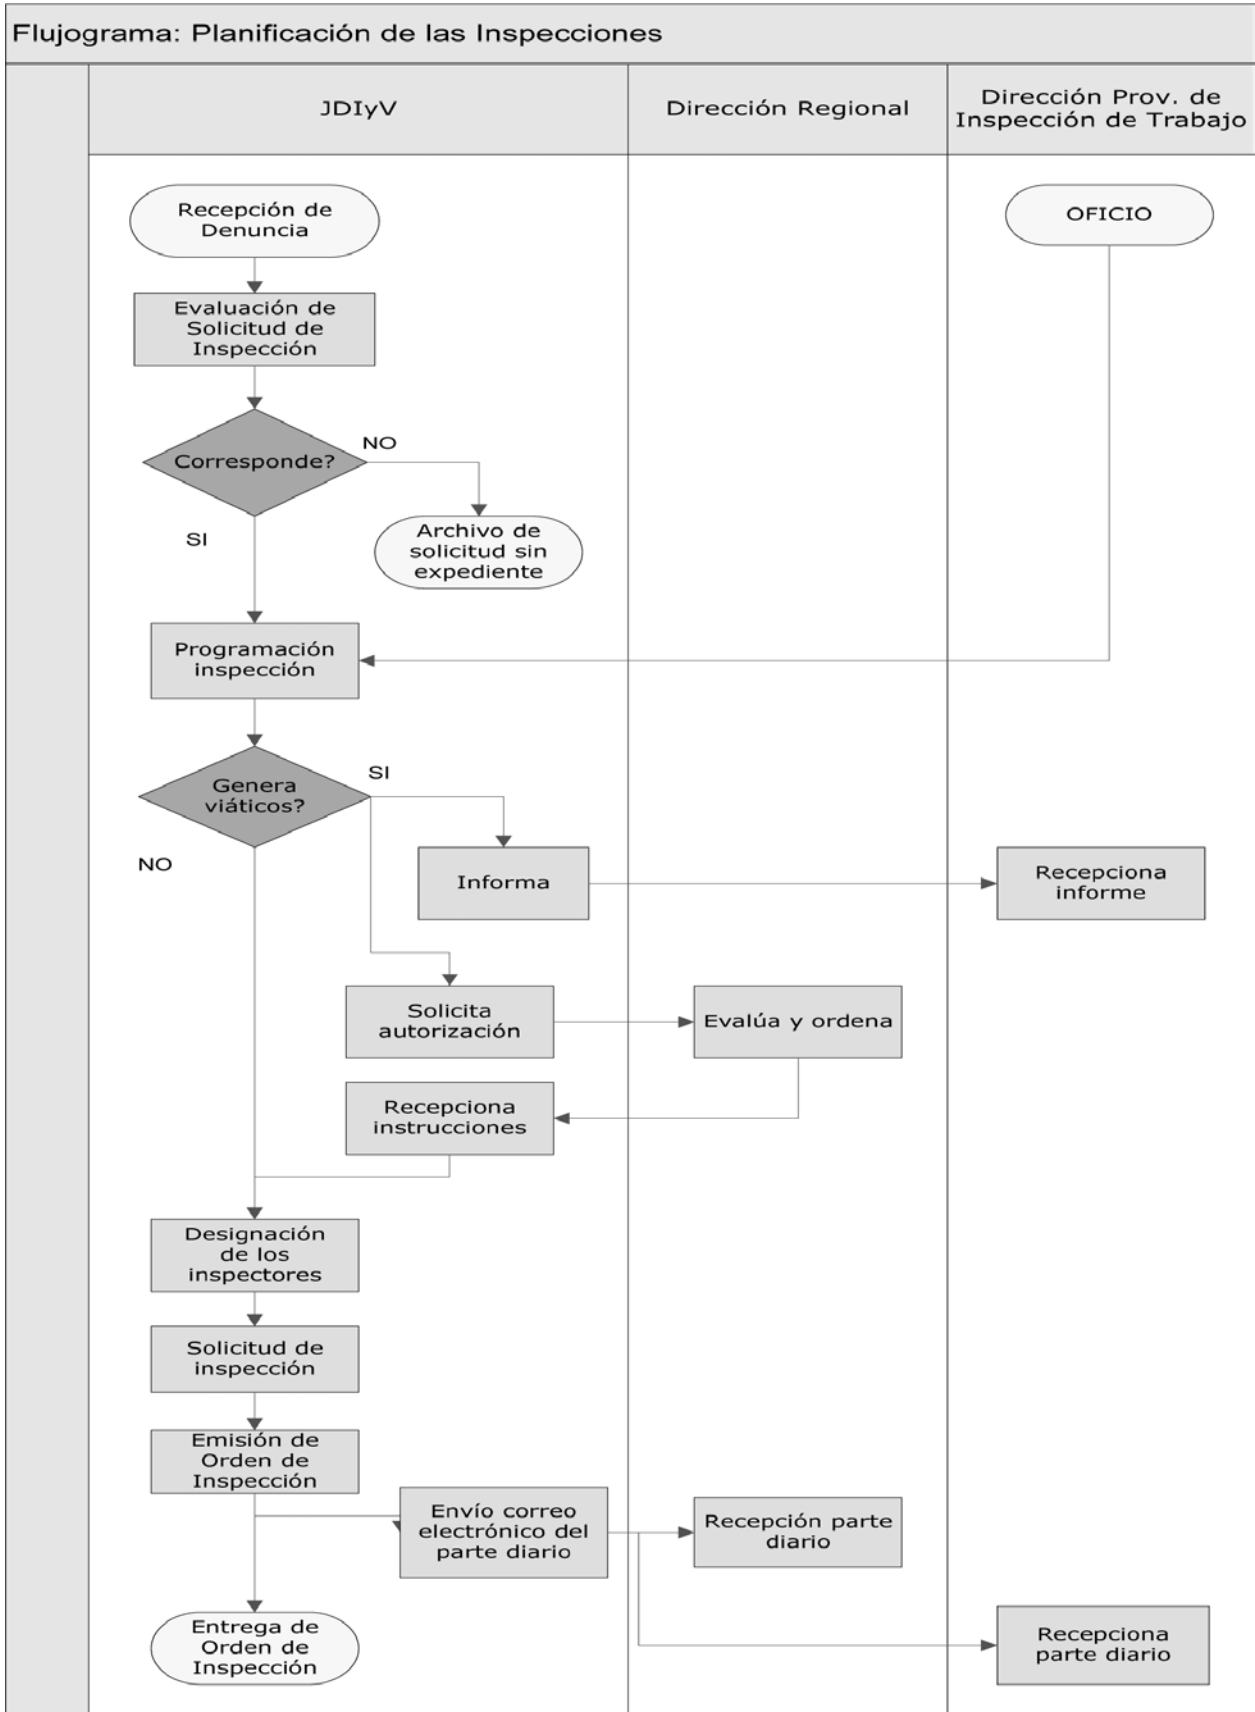 Flujograma: Planificación de las Inspecciones
JDIyV
Dirección Regional
Dirección Prov. de
Inspección de Trabajo
Recepción de
Denuncia
OFICIO
Evaluación de
Solicitud de
Inspección
Corresponde?
NO
SI
Archivo de
solicitud sin
expediente
Programación
inspección
Genera
viáticos?
SI
NO
Informa
Recepciona
informe
Solicita
autorización
Evalúa y ordena
Recepciona
instrucciones
Designación
de los
inspectores
Solicitud de
inspección
Emisión de
Orden de
Inspección
Envío correo
electrónico del
parte diario
Recepción parte
diario
Entrega de
Orden de
Inspección
Recepciona
parte diario